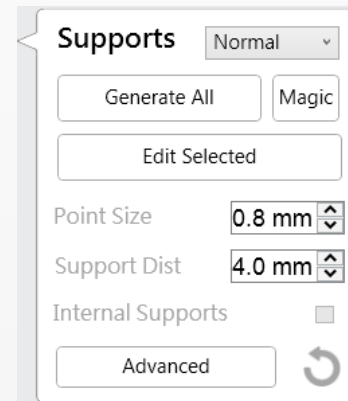 Supports Normal
Generate All Magic
Edit Selected
Point Size 0.8 mm
Support Dist 4.0 mm
Internal Supports
Advanced